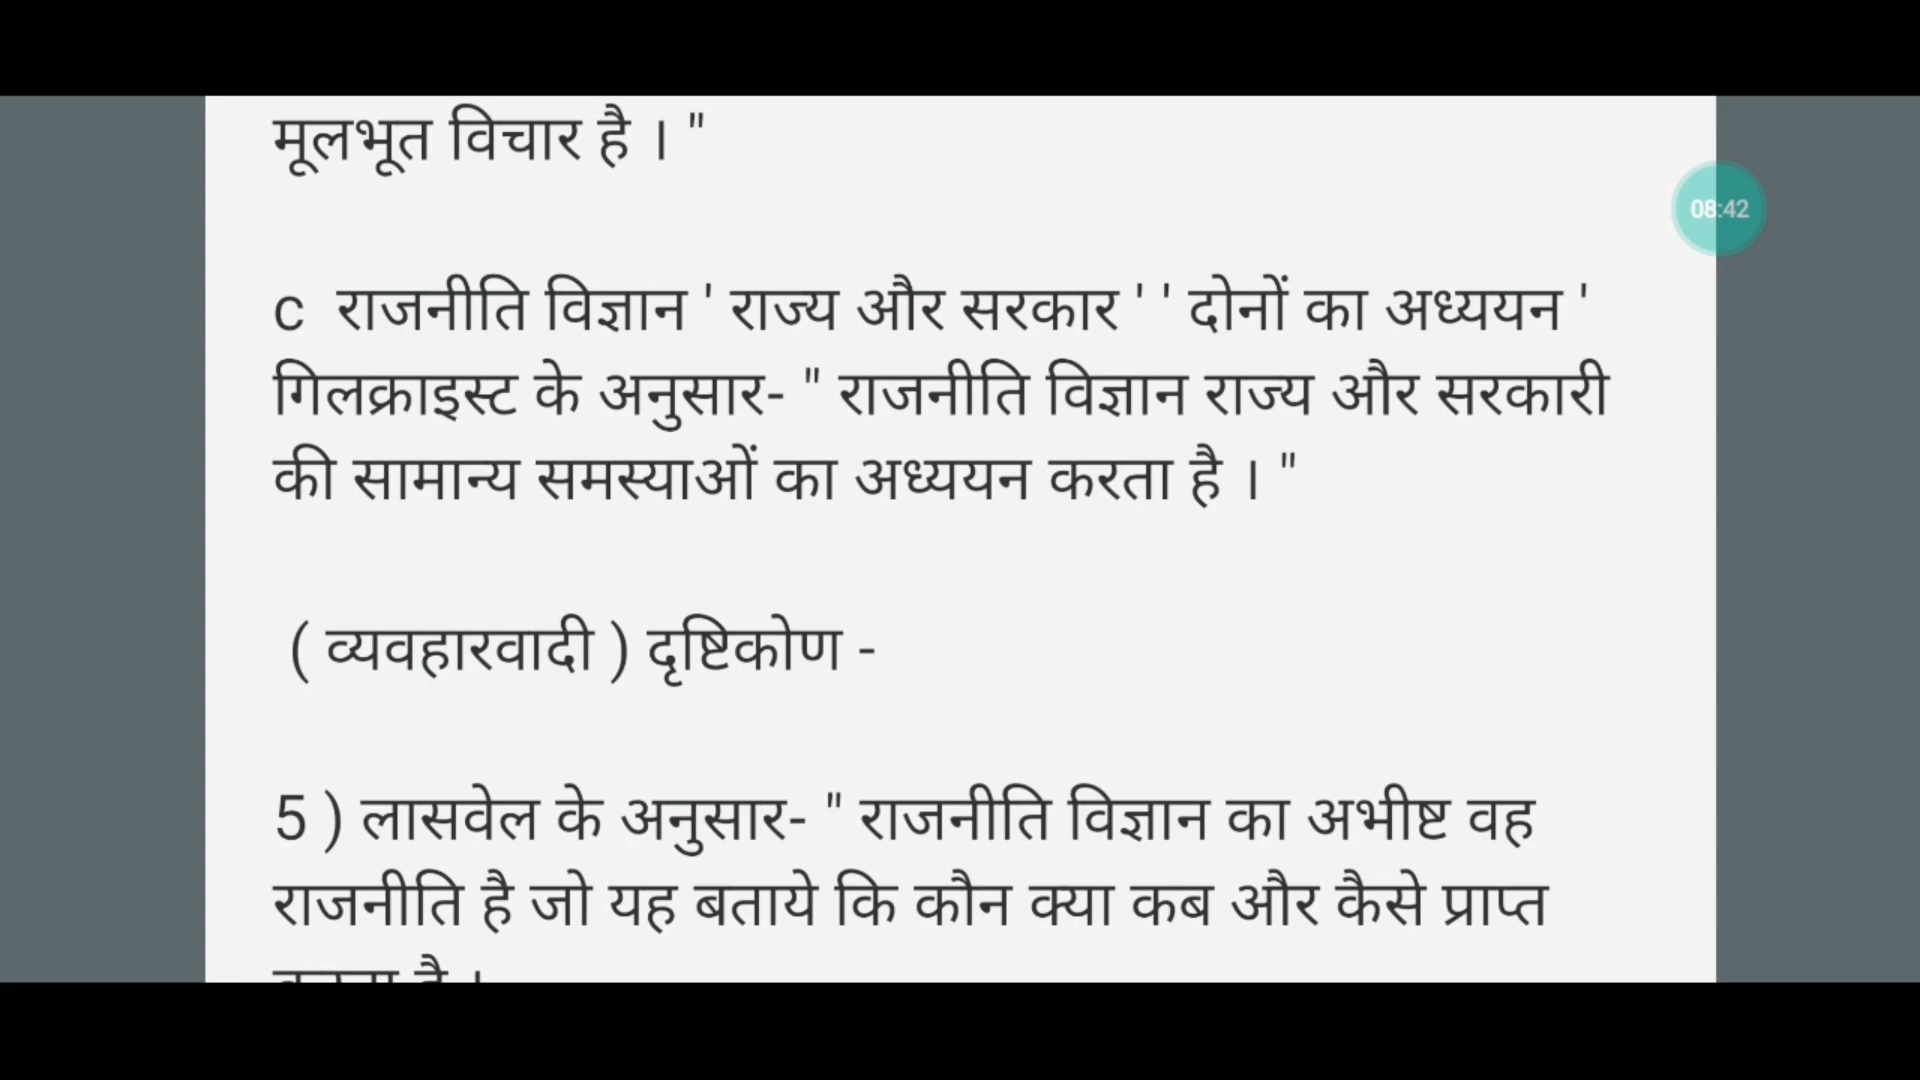 मूलभूत विचार है । "
08:42
c राजनीति विज्ञान ' राज्य और सरकार ' ' दोनों का अध्ययन '
गिलक्राइस्ट के अनुसार- " राजनीति विज्ञान राज्य और सरकारी
की सामान्य समस्याओं का अध्ययन करता है । "
( व्यवहारवादी ) दृष्टिकोण -
5 ) लासवेल के अनुसार- " राजनीति विज्ञान का अभीष्ट वह
राजनीति है जो यह बताये कि कौन क्या कब और कैसे प्राप्त
है ।